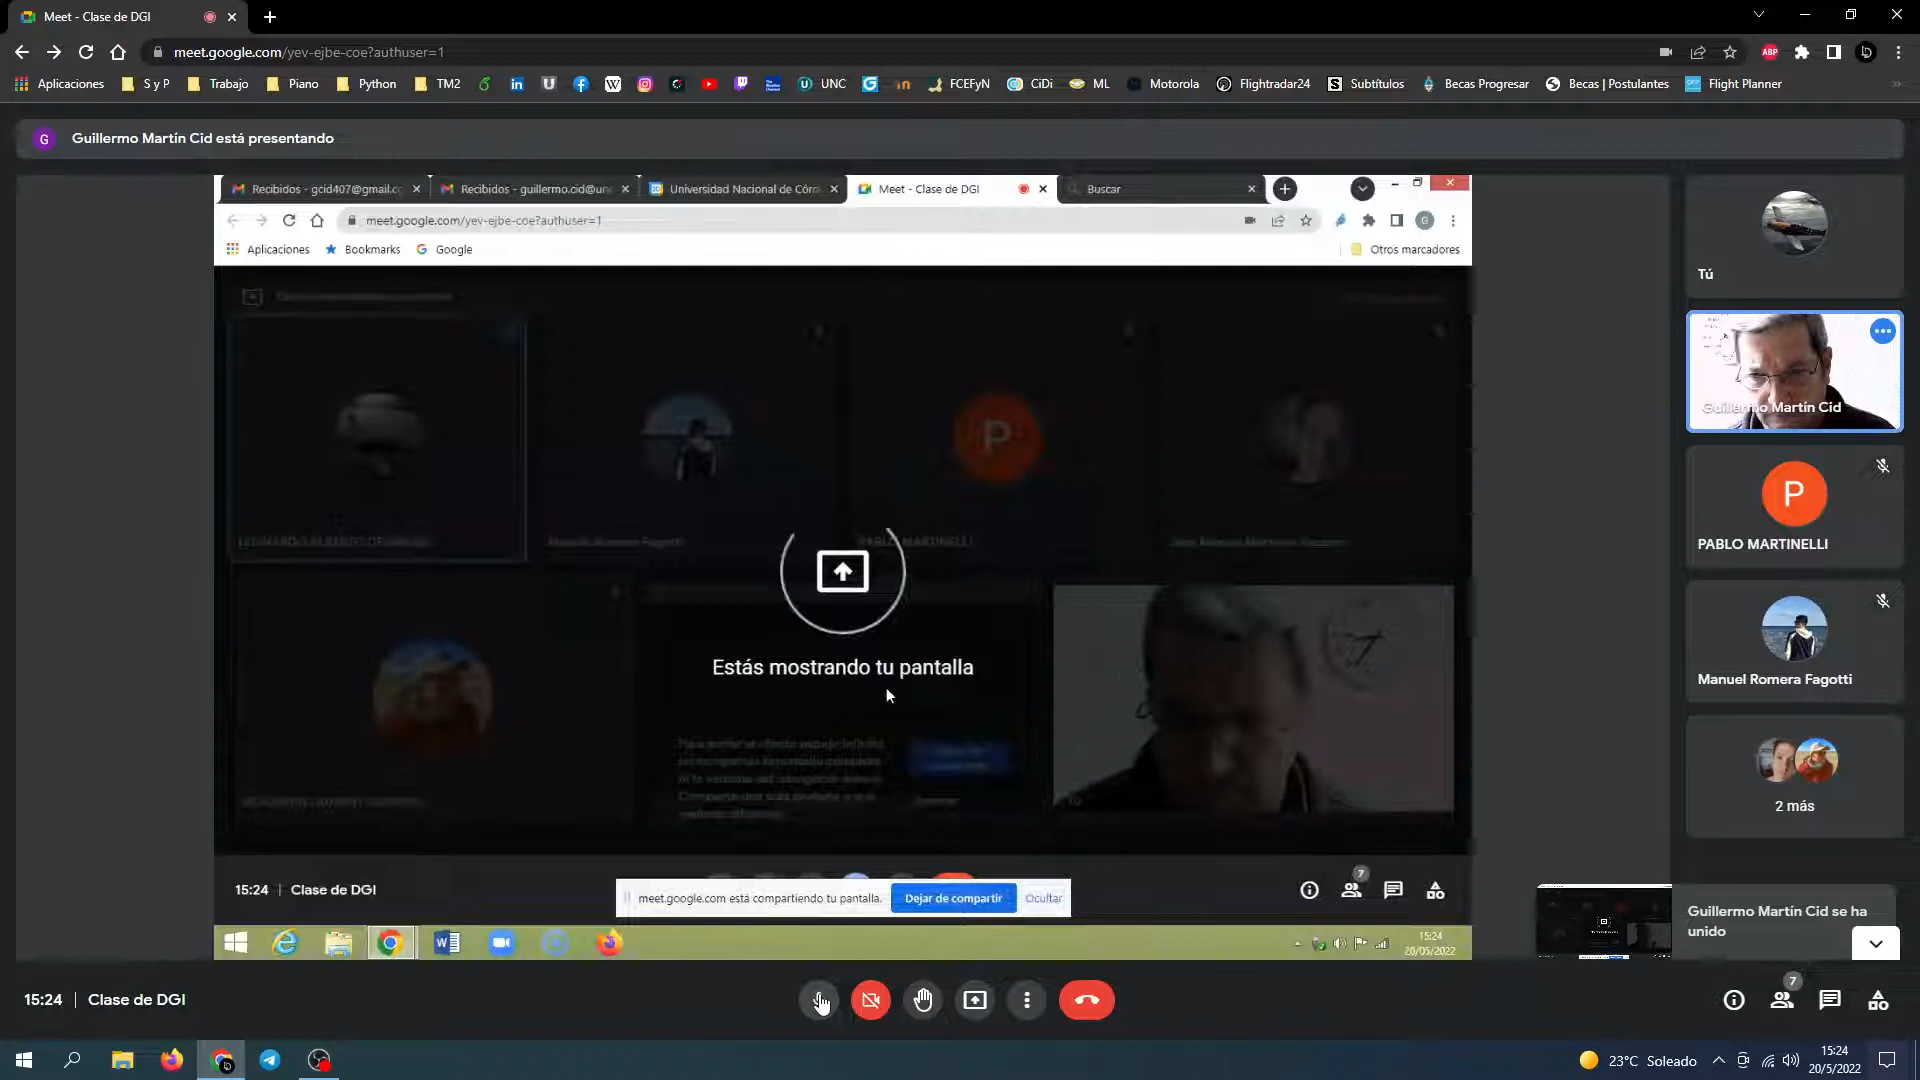 Meet - Clase de DGI
meet.google.com/yev-ejbe-coe?authuser=1
ABP
Aplicaciones
S y P
Trabajo
Piano
Python
TM2
UNC
FCEFyN
CiDi
ML
Motorola
Flightradar24
Subtítulos
Becas Progresar
Becas | Postulantes
Flight Planner
G
Guillermo Martín Cid está presentando
Recibidos - gcid407@gmail.c
Recibidos - guillermo.cid@un
Universidad Nacional de Córd
Meet - Clase de DGI
Buscar
meet.google.com/yev-ejbe-coe?authuser=1
G
Aplicaciones
Bookmarks
Google
Otros marcadores
P
PABLO MARTINELLI
Estás mostrando tu pantalla
15:24 | Clase de DGI
meet.google.com está compartiendo tu pantalla.
Dejar de compartir
Ocultar
7
15:24
20/05/2022
Tú
Guillermo Martín Cid
P
PABLO MARTINELLI
Manuel Romera Fagotti
2 más
Guillermo Martín Cid se ha
unido
15:24 | Clase de DGI
7
23°C Soleado
15:24
20/5/2022